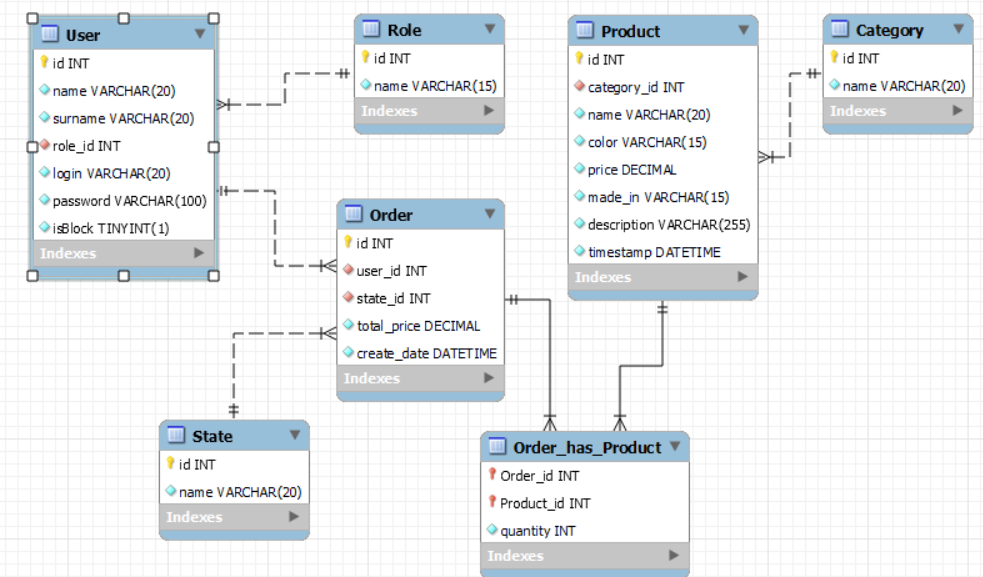 User
id INT
name VARCHAR(20)
surname VARCHAR(20)
role_id INT
login VARCHAR(20)
password VARCHAR(100)
isBlock TINYINT(1)
Indexes
Role
id INT
name VARCHAR(15)
Indexes
Product
id INT
category_id INT
name VARCHAR(20)
color VARCHAR(15)
price DECIMAL
made_in VARCHAR(15)
description VARCHAR(255)
timestamp DATETIME
Indexes
Category
id INT
name VARCHAR(20)
Indexes
Order
id INT
user_id INT
state_id INT
total_price DECIMAL
create_date DATETIME
Indexes
State
id INT
name VARCHAR(20)
Indexes
Order_has_Product
Order_id INT
Product_id INT
quantity INT
Indexes